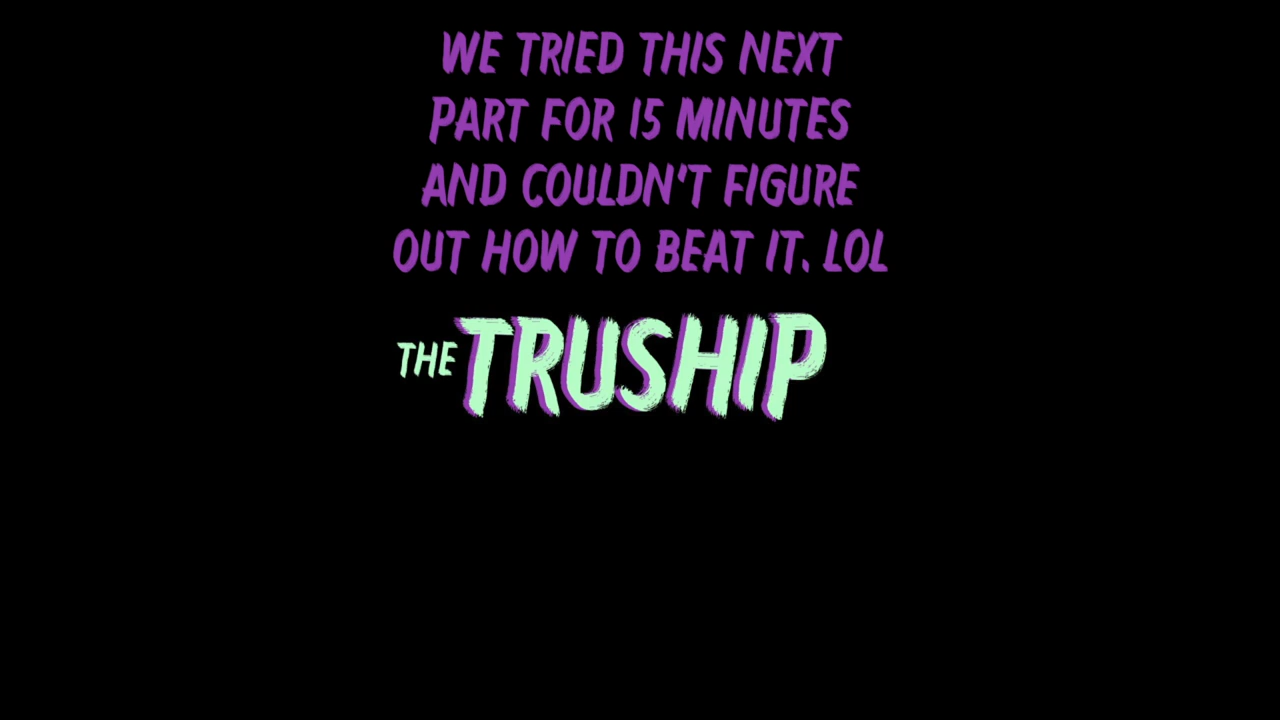 WE TRIED THIS NEXT
PART FOR 15 MINUTES
AND COULDN'T FIGURE
OUT HOW TO BEAT IT. LOL
THE TRUSHIP